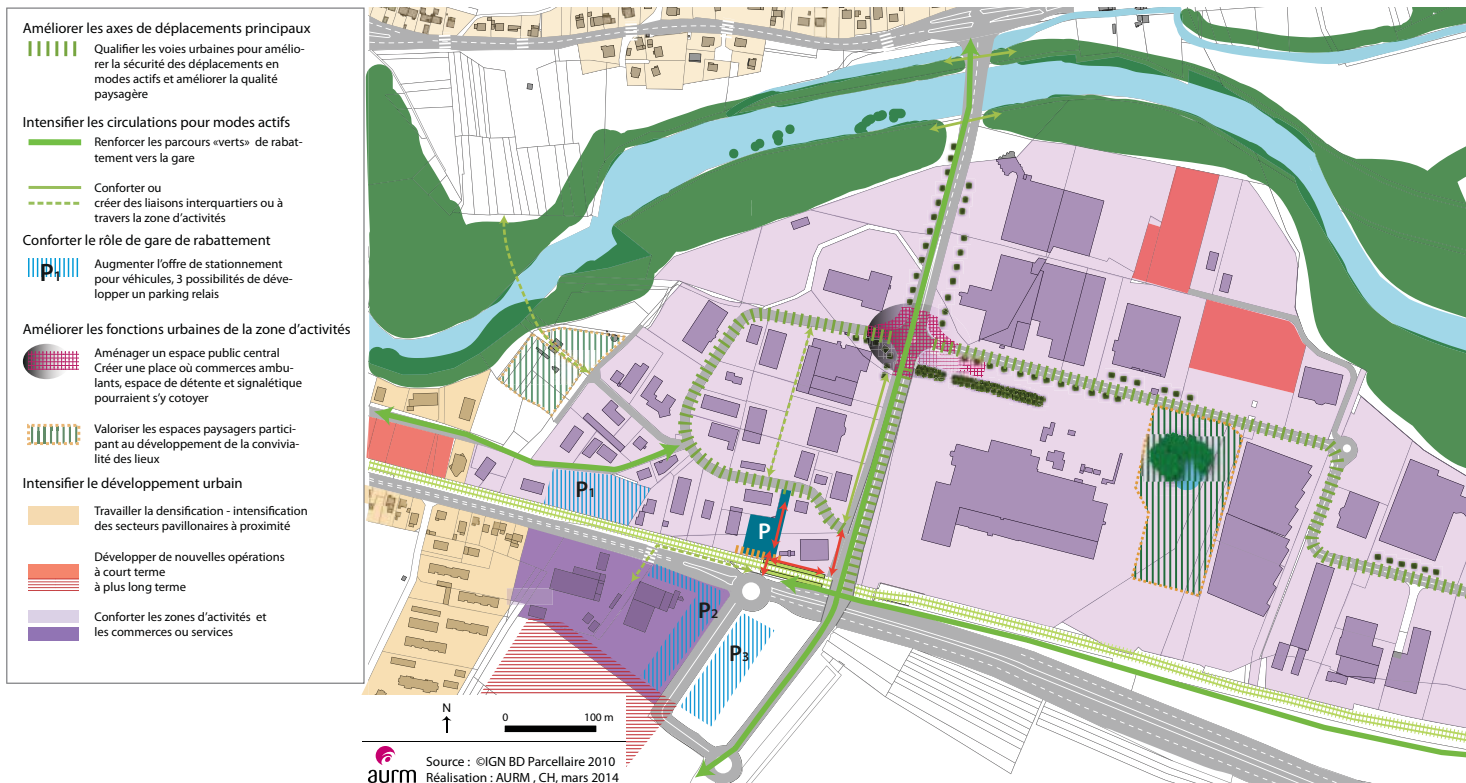 Améliorer les axes de déplacements principaux
Qualifier les voies urbaines pour amélio-
rer la sécurité des déplacements en
modes actifs et améliorer la qualité
paysagère
Intensifier les circulations pour modes actifs
Renforcer les parcours «verts» de rabat-
tement vers la gare
Conforter ou
créer des liaisons interquartiers ou à
travers la zone d'activités
Conforter le rôle de gare de rabattement
P1
Augmenter l'offre de stationnement
pour véhicules, 3 possibilités de déve-
lopper un parking relais
Améliorer les fonctions urbaines de la zone d'activités
Aménager un espace public central
Créer une place où commerces ambu-
lants, espace de détente et signalétique
pourraient s'y cotoyer
Valoriser les espaces paysagers partici-
pant au développement de la convivia-
lité des lieux
Intensifier le développement urbain
Travailler la densification - intensification
des secteurs pavillonaires à proximité
Développer de nouvelles opérations
à court terme
à plus long terme
Conforter les zones d'activités et
les commerces ou services
P1
P
P2
P3
N
0 100 m
aurm
Source : ©IGN BD Parcellaire 2010
Réalisation : AURM , CH, mars 2014